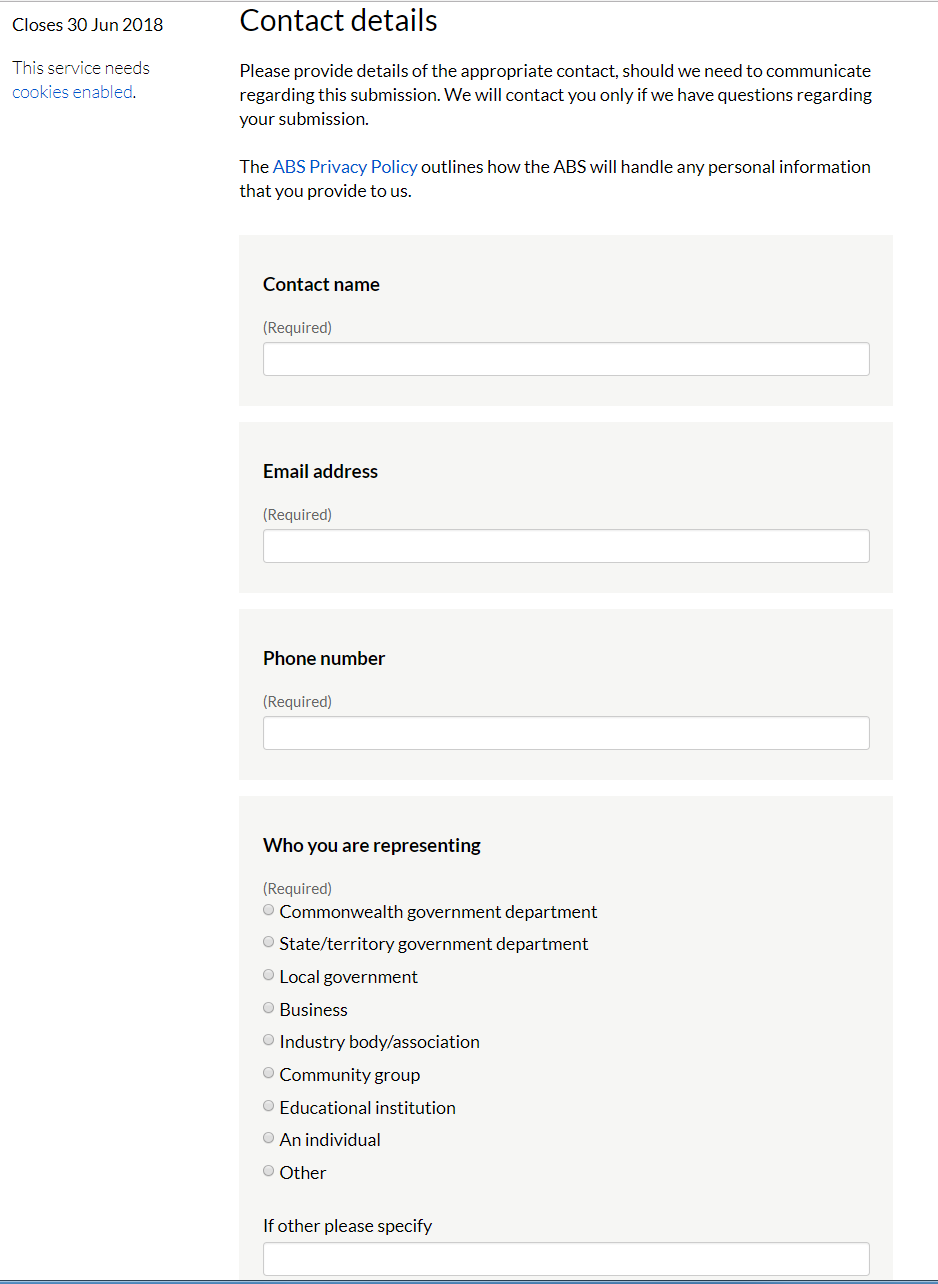 Closes 30 Jun 2018
This service needs
cookies enabled.
Contact details
Please provide details of the appropriate contact, should we need to communicate
regarding this submission. We will contact you only if we have questions regarding
your submission.
The ABS Privacy Policy outlines how the ABS will handle any personal information
that you provide to us.
Contact name
(Required)
Email address
(Required)
Phone number
(Required)
Who you are representing
(Required)
Commonwealth government department
State/territory government department
Local government
Business
Industry body/association
Community group
Educational institution
An individual
Other
If other please specify